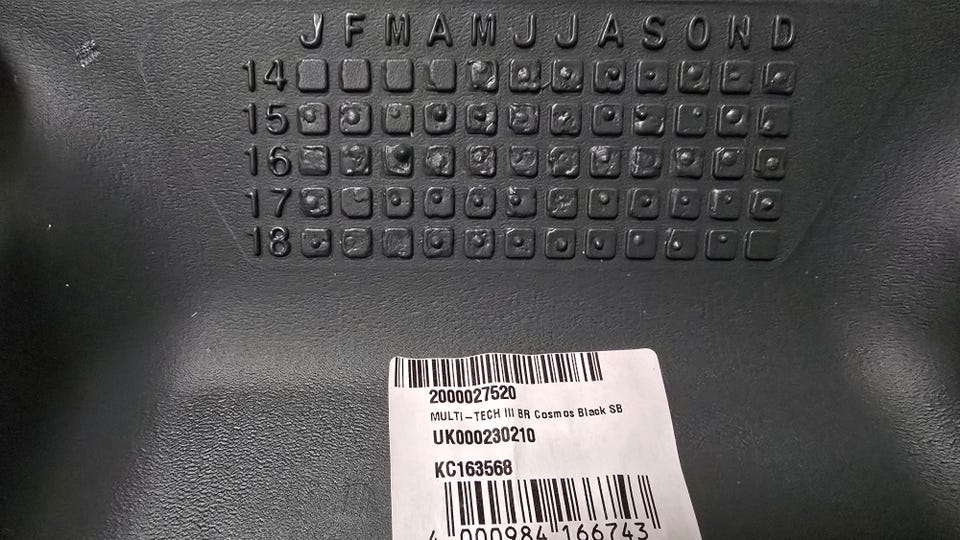 J F M A M J J A S O N D
14
15
16
17
18
2000027520
MULTI-TECH III BR Cosmos Black SB
UK000230210
KC163568
4 000984 166743